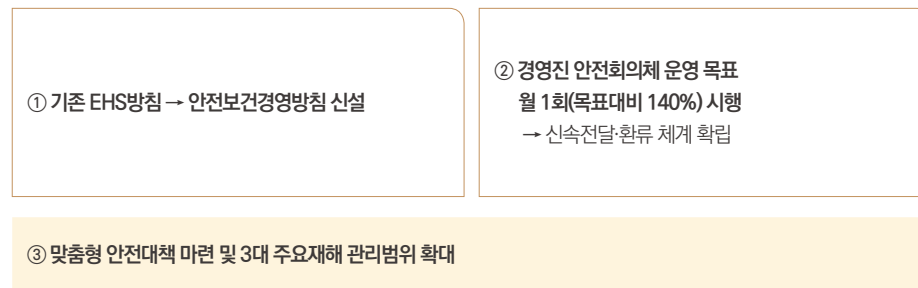 ① 기존 EHS방침 → 안전보건경영방침 신설
② 경영진 안전회의체 운영 목표
월 1회(목표대비 140%) 시행
→ 신속전달·환류 체계 확립
③ 맞춤형 안전대책 마련 및 3대 주요재해 관리범위 확대